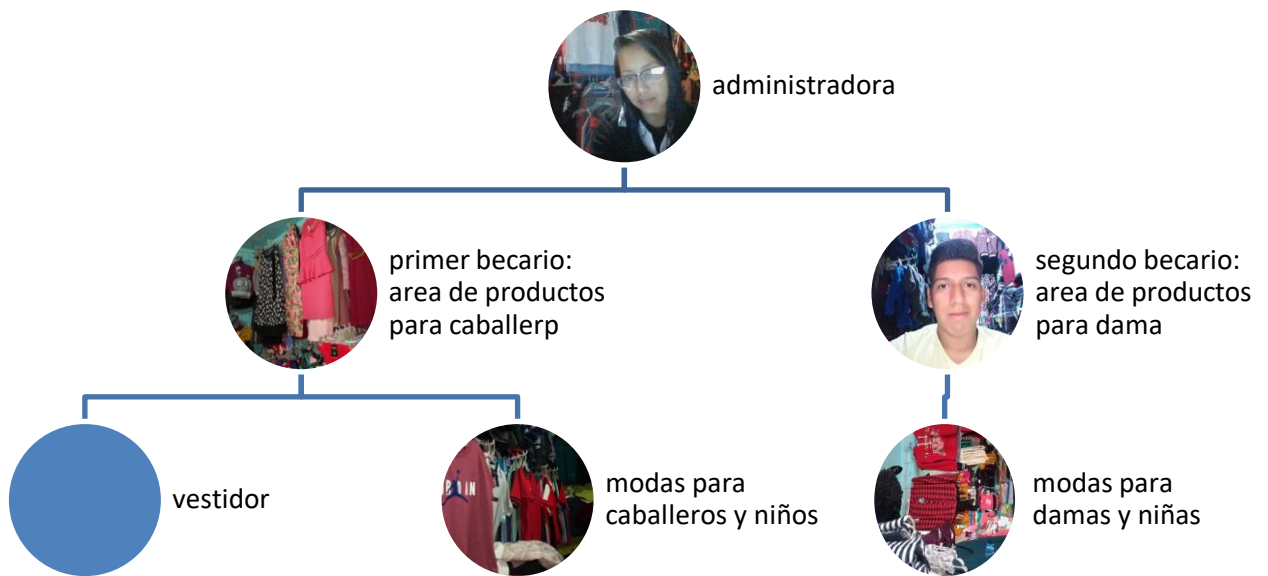 administradora
primer becario:
area de productos
para caballerp
segundo becario:
area de productos
para dama
vestidor
modas para
caballeros y niños
modas para
damas y niñas